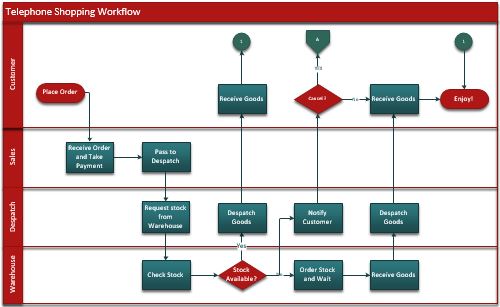 Telephone Shopping Workflow
Customer
1
A
1
Yes
Place Order
Receive Goods
Cancel?
No
Receive Goods
Enjoy!
Sales
Receive Order
and Take
Payment
Pass to
Despatch
Despatch
Request stock
from
Warehouse
Despatch
Goods
Notify
Customer
Despatch
Goods
Yes
Warehouse
Check Stock
Stock
Available?
Order Stock
and Wait
Receive Goods